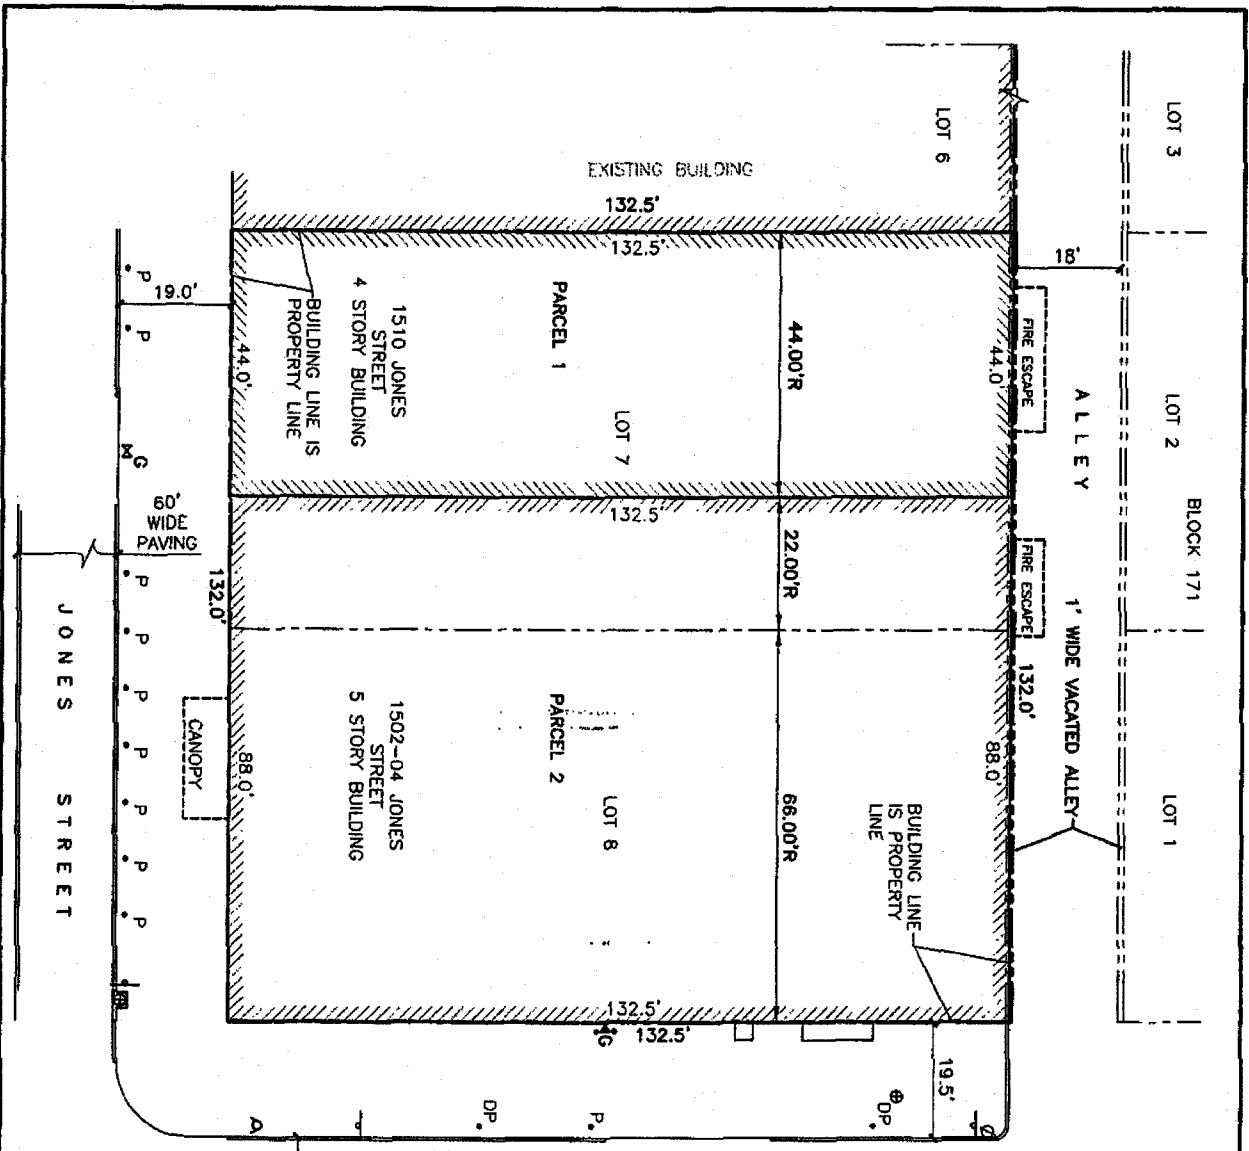 LOT 3
LOT 6
EXISTING BUILDING
132.5'
132.5'
18'
19.0'
P
P
BUILDING LINE IS
PROPERTY LINE
1510 JONES
STREET
4 STORY BUILDING
PARCEL 1
44.00'R
FIRE ESCAPE
44.0'
44.0'
LOT 7
ALLEY
LOT 2
BLOCK 171
G
60'
WIDE
PAVING
132.5'
22.00'R
FIRE ESCAPE
1' WIDE VACATED ALLEY
132.0'
132.0'
P
P
P
P
P
P
P
JONES STREET
CANOPY
88.0'
88.0'
1502-04 JONES
STREET
5 STORY BUILDING
PARCEL 2
LOT 8
66.00'R
BUILDING LINE
IS PROPERTY
LINE
LOT 1
132.5'
G
132.5'
19.5'
A
DP
P
DP